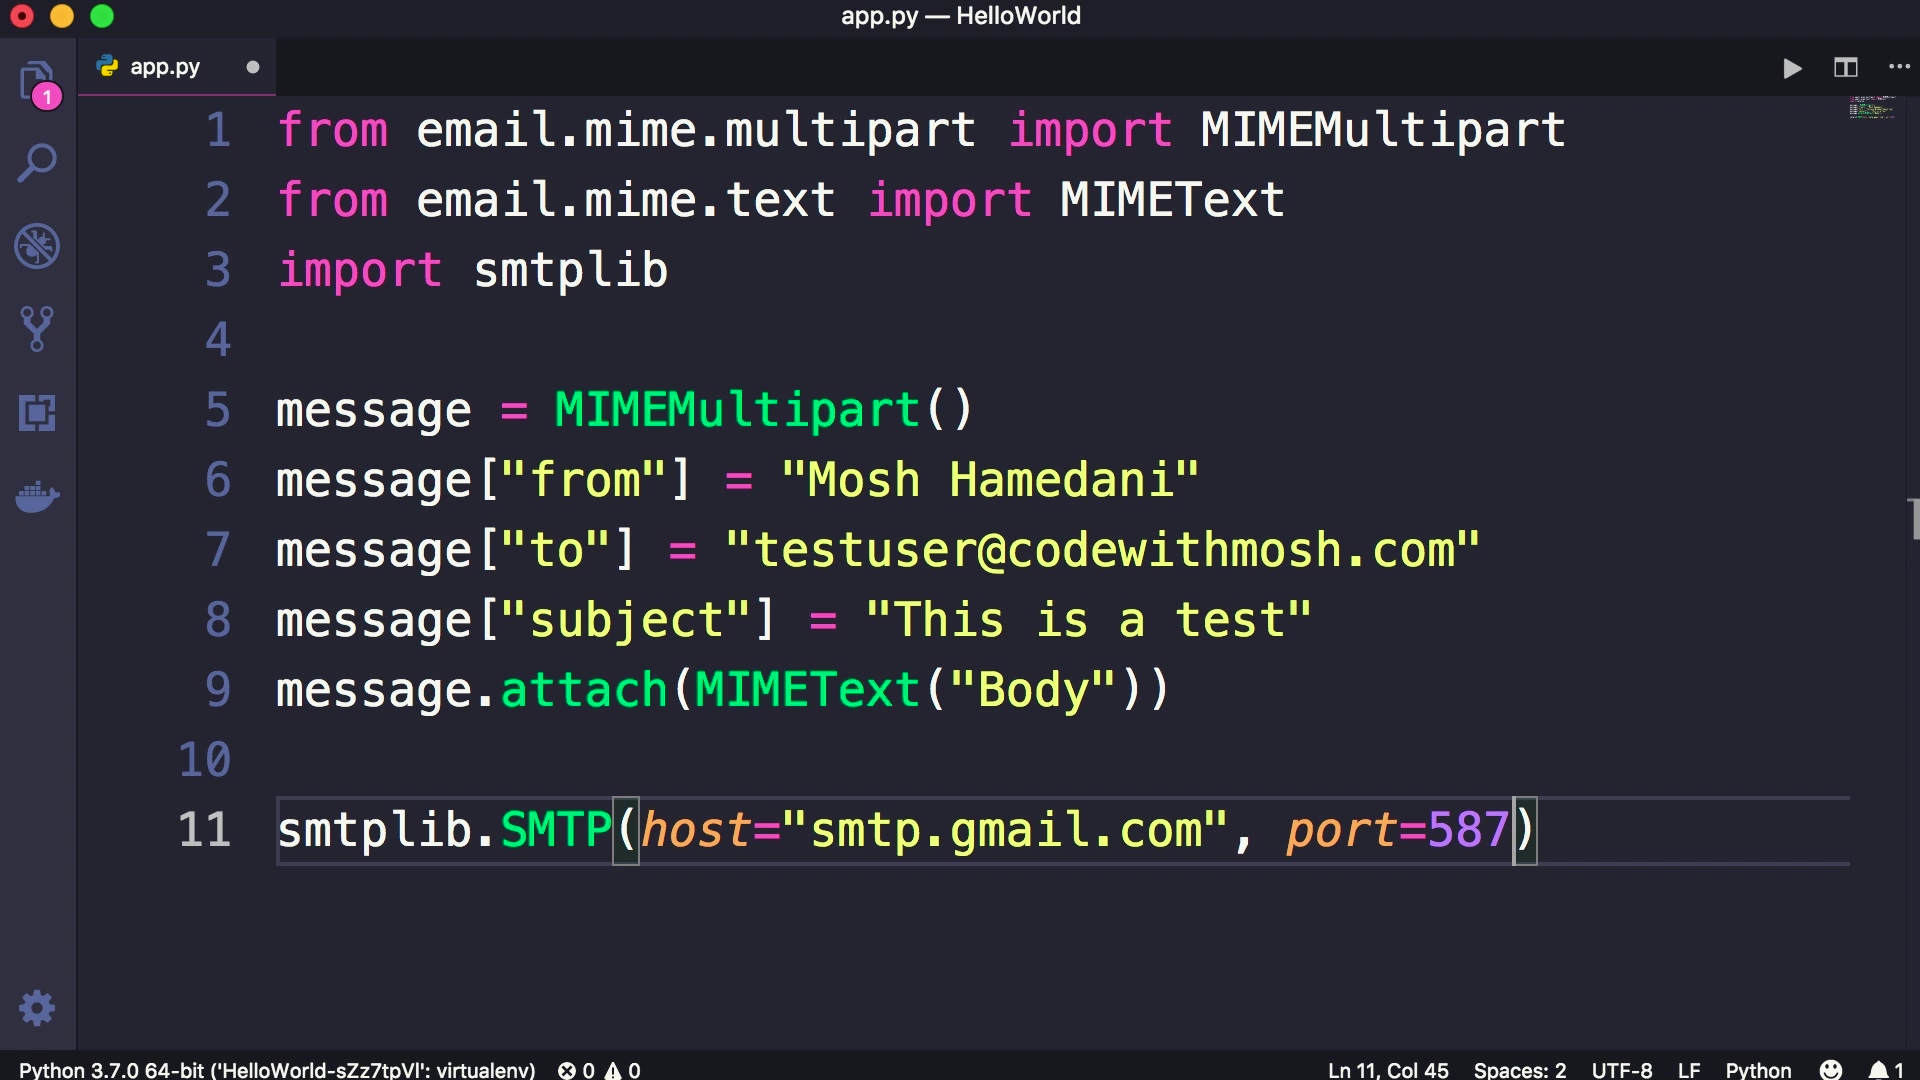 app.py — HelloWorld
1
app.py
1 from email.mime.multipart import MIMEMultipart
2 from email.mime.text import MIMEText
3 import smtplib
4
5 message = MIMEMultipart()
6 message["from"] = "Mosh Hamedani"
7 message["to"] = "testuser@codewithmosh.com"
8 message["subject"] = "This is a test"
9 message.attach(MIMEText("Body"))
10
11 smtplib.SMTP(host="smtp.gmail.com", port=587)
Python 3.7.0 64-bit ('HelloWorld-sZz7tpVl': virtualenv) 0 0 Ln 11, Col 45 Spaces: 2 UTF-8 LF Python 1